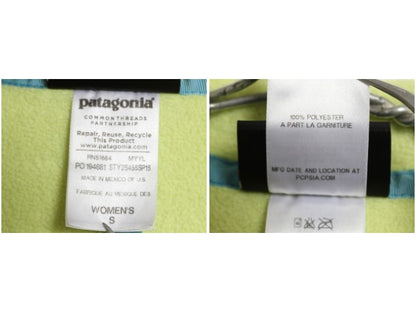 patagonia®
COMMONTHREADS
PARTNERSHIP
Repair, Reuse, Recycle
This Product
www.patagonia.com
RN51884 MYYL
PO 194681 STY25455SP15
MADE IN MEXICO OF U.S.
FABRIQUE AU MEXIQUE DES
WOMEN'S
S
100% POLYESTER
A PART LA GARNITURE
MFG DATE AND LOCATION AT
PCPSIA.COM